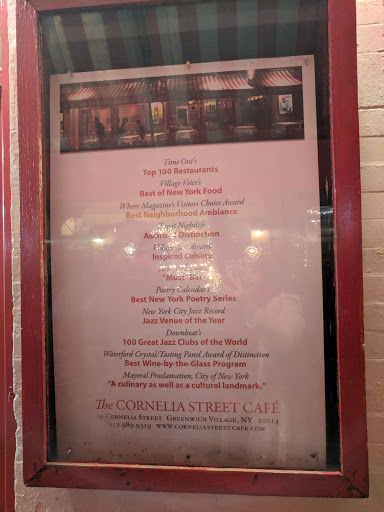 Time Out's
Top 100 Restaurants
Village Voice's
Best of New York Food
Where Magazine's Visitors Choice Award
Best Neighborhood Ambiance
Nightlife
Award of Distinction
Award
Inspired Cuisine
"Must" Bar
Poetry Calendar's
Best New York Poetry Series
New York City Jazz Record
Jazz Venue of the Year
Downbeat's
100 Great Jazz Clubs of the World
Waterford Crystal/Tasting Panel Award of Distinction
Best Wine-by-the-Glass Program
Mayoral Proclamation, City of New York
"A culinary as well as a cultural landmark."
The CORNELIA STREET CAFÉ
29 CORNELIA STREET GREENWICH VILLAGE, NY 10014
212.989.9319 WWW.CORNELIASTREETCAFE.COM